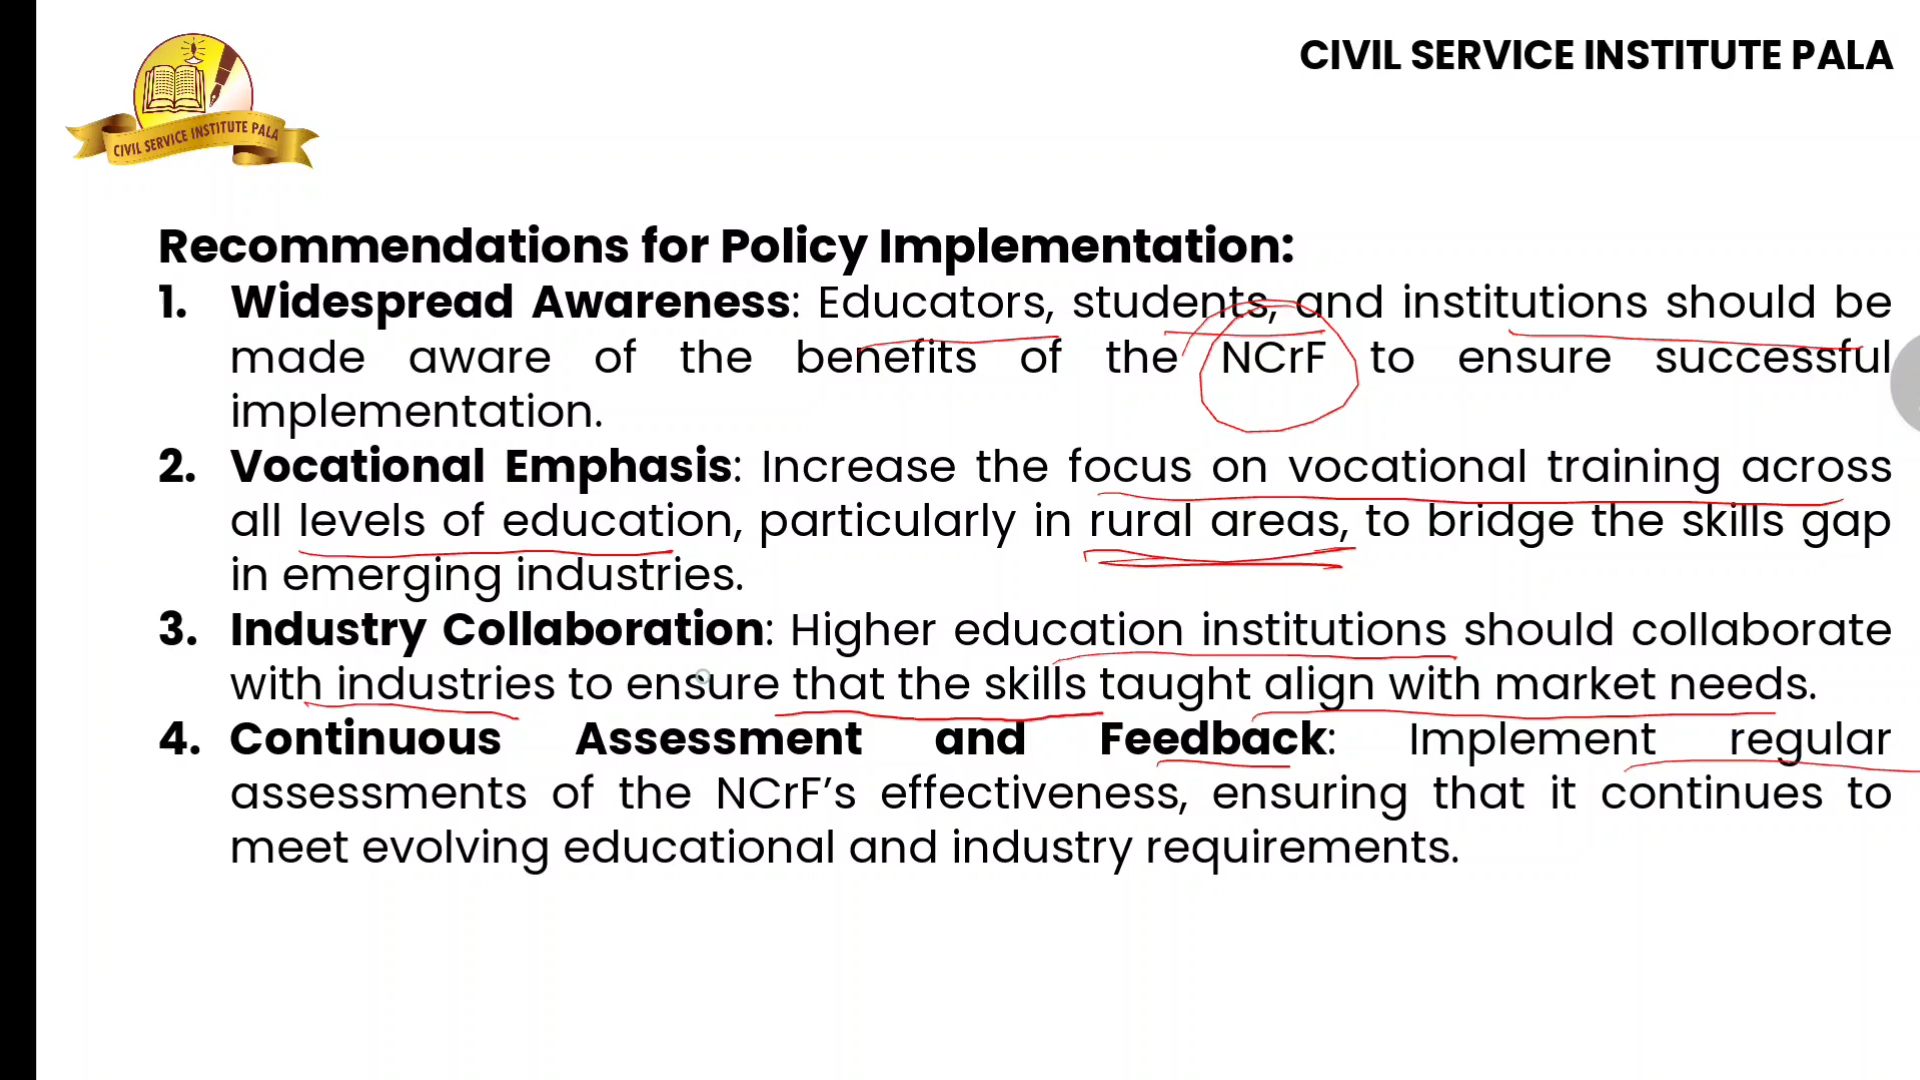 CIVIL SERVICE INSTITUTE PALA
CIVIL SERVICE INSTITUTE PALA
Recommendations for Policy Implementation:
1. Widespread Awareness: Educators, students, and institutions should be
made aware of the benefits of the NCrF to ensure successful
implementation.
2. Vocational Emphasis: Increase the focus on vocational training across
all levels of education, particularly in rural areas, to bridge the skills gap
in emerging industries.
3. Industry Collaboration: Higher education institutions should collaborate
with industries to ensure that the skills taught align with market needs.
4. Continuous Assessment and Feedback: Implement regular
assessments of the NCrF’s effectiveness, ensuring that it continues to
meet evolving educational and industry requirements.